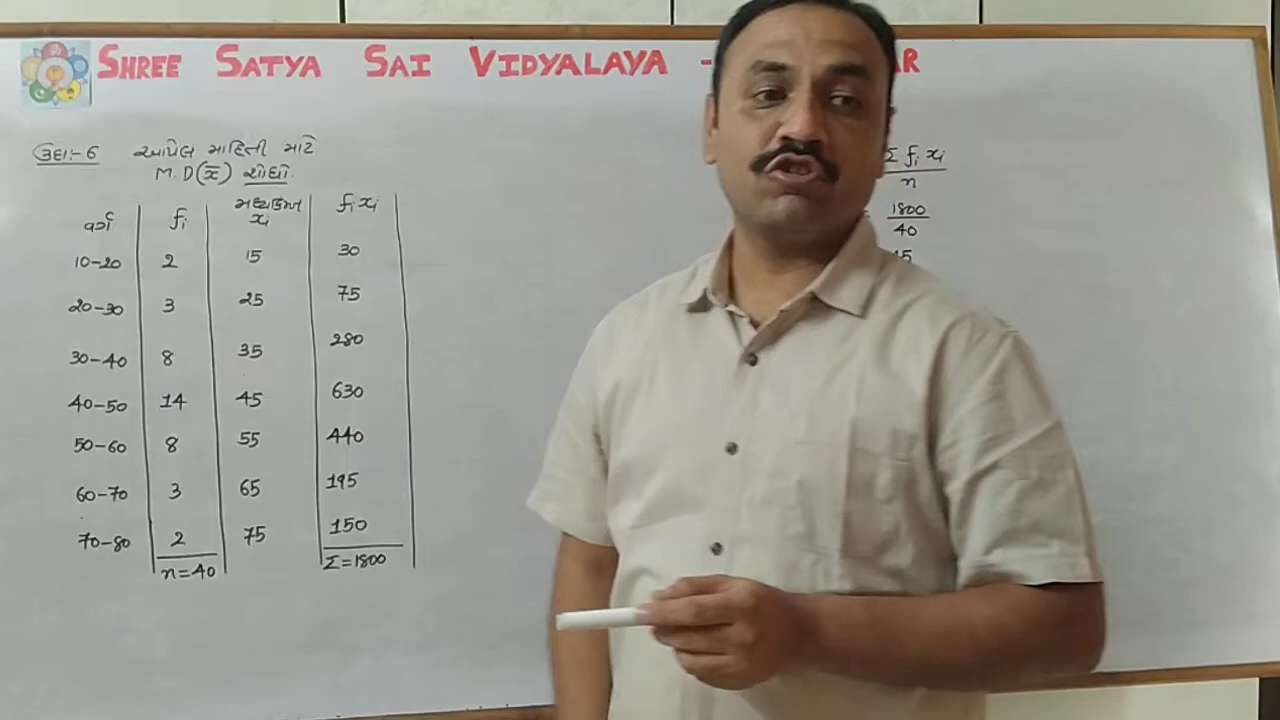 SHREE SATYA SAI VIDYALAYA - AR
ઉદા:- 6 આપેલ માહિતી માટે
M.D(x̄) શોધો.
વર્ગ fᵢ મધ્યકિંમત xᵢ fᵢxᵢ
10-20 2 15 30
20-30 3 25 75
30-40 8 35 280
40-50 14 45 630
50-60 8 55 440
60-70 3 65 195
70-80 2 75 150
n=40 Σ=1800
Σfᵢxᵢ
n
1800
40
45